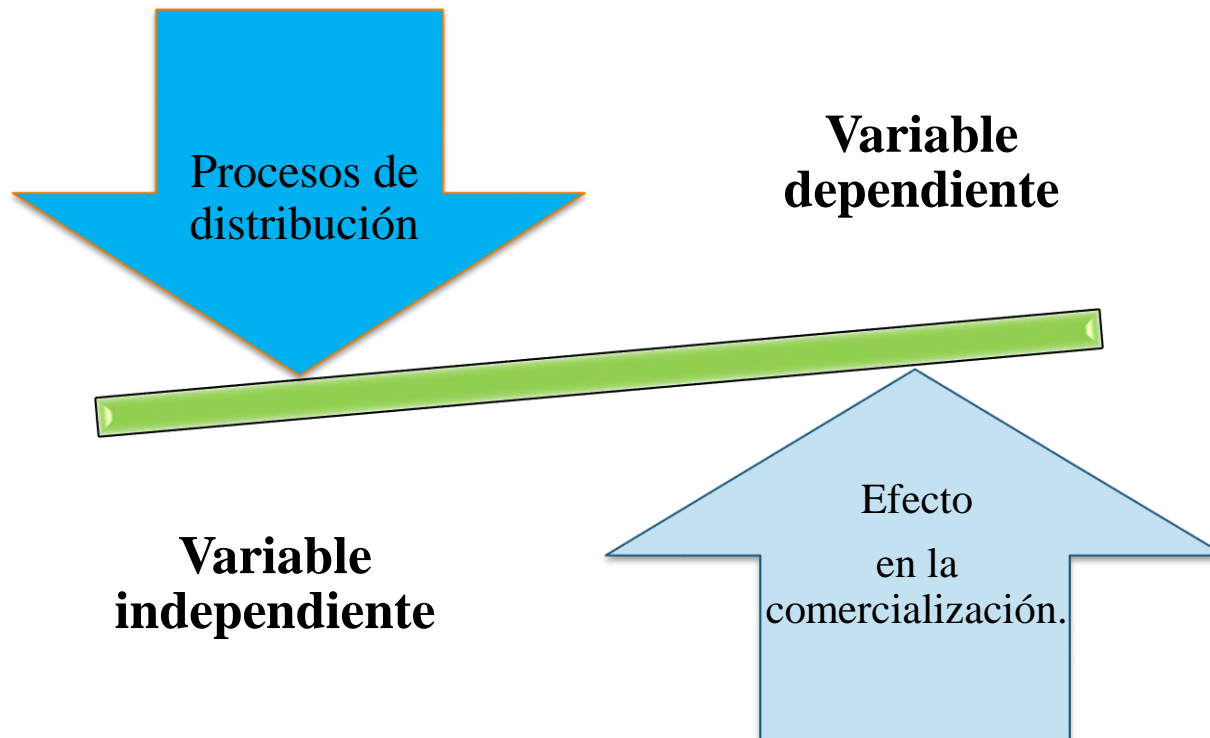 Procesos de
distribución
Variable
dependiente
Variable
independiente
Efecto
en la
comercialización.